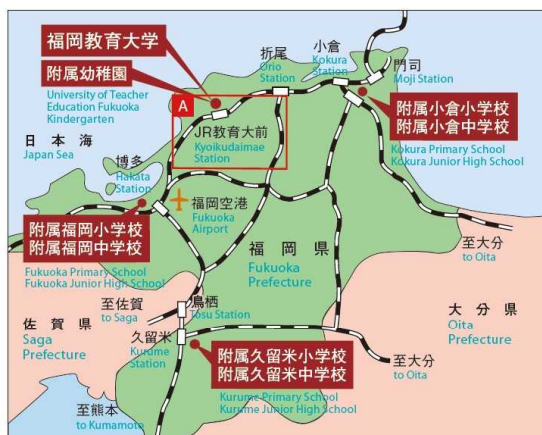 福岡教育大学
附属幼稚園
University of Teacher
Education Fukuoka
Kindergarten
A
JR教育大前
Kyoikudaimae
Station
折尾
Orio
Station
小倉
Kokura
Station
門司
Moji Station
附属小倉小学校
附属小倉中学校
Kokura Primary School
Kokura Junior High School
日本海
Japan Sea
博多
Hakata
Station
福岡空港
Fukuoka
Airport
附属福岡小学校
附属福岡中学校
Fukuoka Primary School
Fukuoka Junior High School
福岡県
Fukuoka
Prefecture
至大分
to Oita
至佐賀
to Saga
鳥栖
Tosu Station
佐賀県
Saga
Prefecture
久留米
Kurume
Station
大分県
Oita
Prefecture
附属久留米小学校
附属久留米中学校
Kurume Primary School
Kurume Junior High School
至大分
to Oita
至熊本
to Kumamota